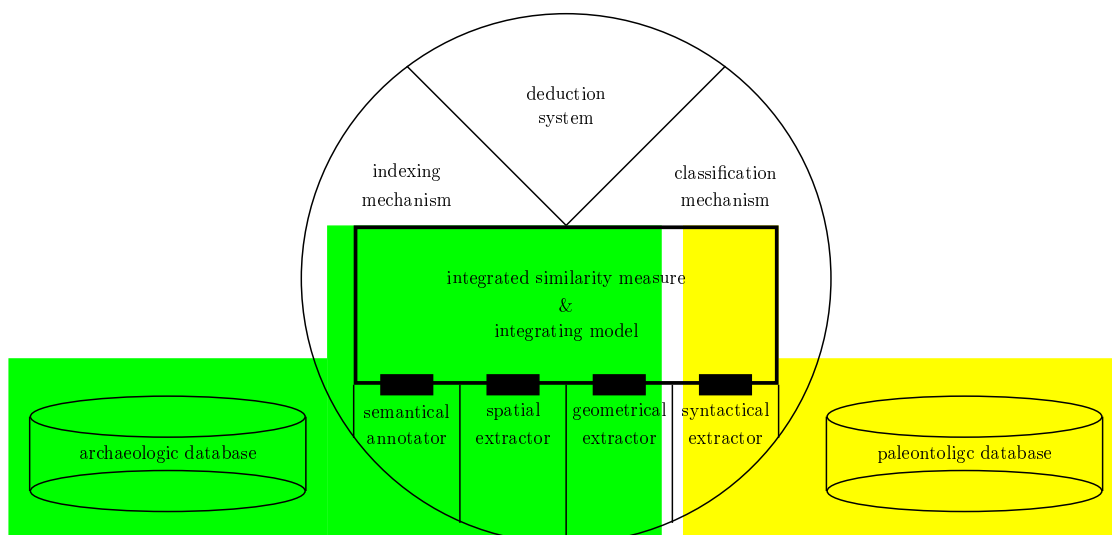 deduction
system
indexing
mechanism
classification
mechanism
integrated similarity measure
&
integrating model
semantical
annotator
spatial
extractor
geometrical
extractor
syntactical
extractor
archaeologic database
paleontoligc database